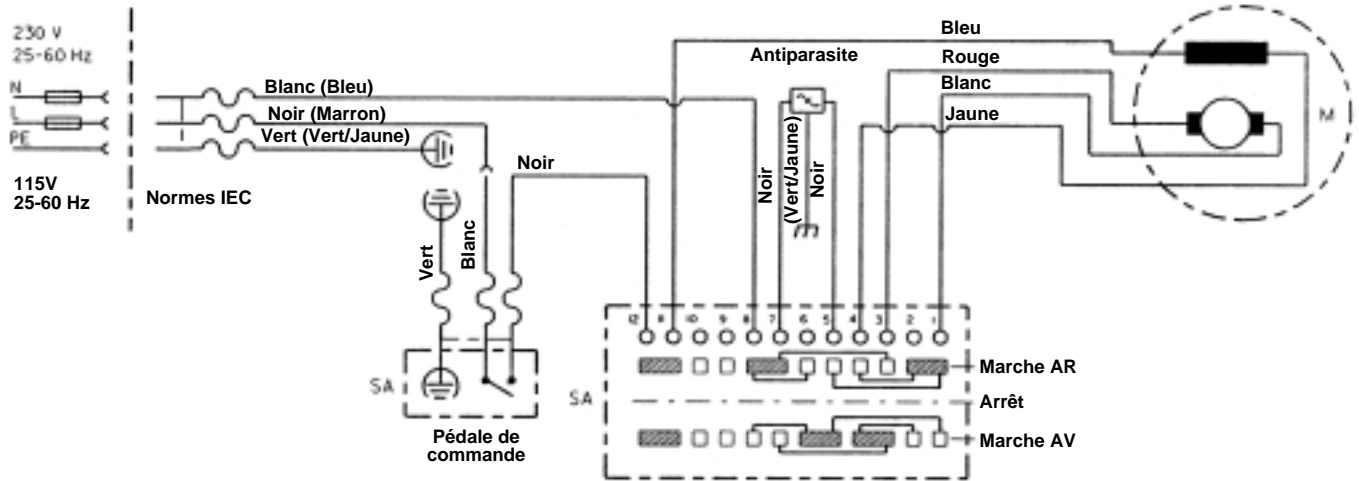 230 V
25-60 Hz
N
L
PE
115V
25-60 Hz
Normes IEC
Blanc (Bleu)
Noir (Marron)
Vert (Vert/Jaune)
Noir
Vert
Blanc
SA
Pédale de
commande
Antiparasite
Noir
(Vert/Jaune)
Noir
Bleu
Rouge
Blanc
Jaune
M
12 11 10 9 8 7 6 5 4 3 2 1
SA
Marche AR
Arrêt
Marche AV